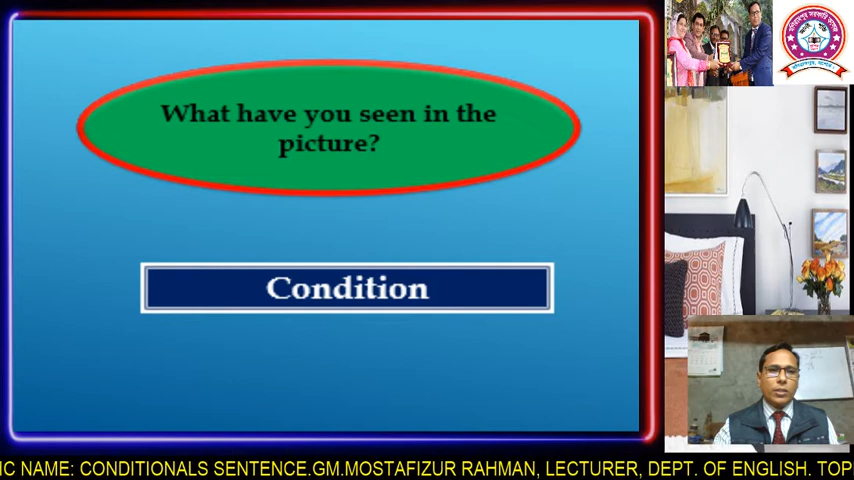 What have you seen in the
picture?
Condition
IC NAME: CONDITIONALS SENTENCE.GM.MOSTAFIZUR RAHMAN, LECTURER, DEPT. OF ENGLISH. TOP